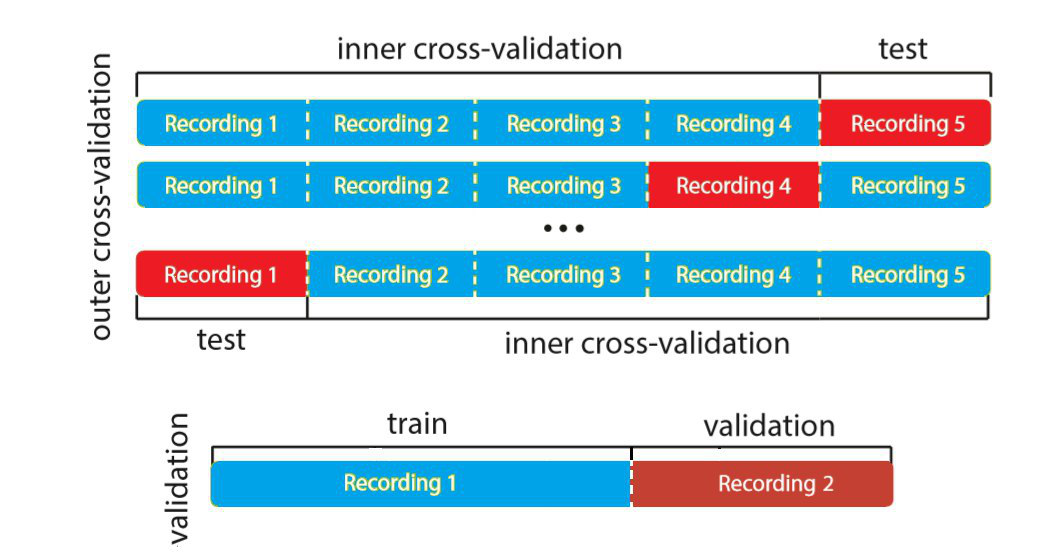 inner cross-validation test
outer cross-validation
Recording 1 Recording 2 Recording 3 Recording 4 Recording 5
Recording 1 Recording 2 Recording 3 Recording 4 Recording 5
...
Recording 1 Recording 2 Recording 3 Recording 4 Recording 5
test inner cross-validation
train validation
-validation
Recording 1 Recording 2